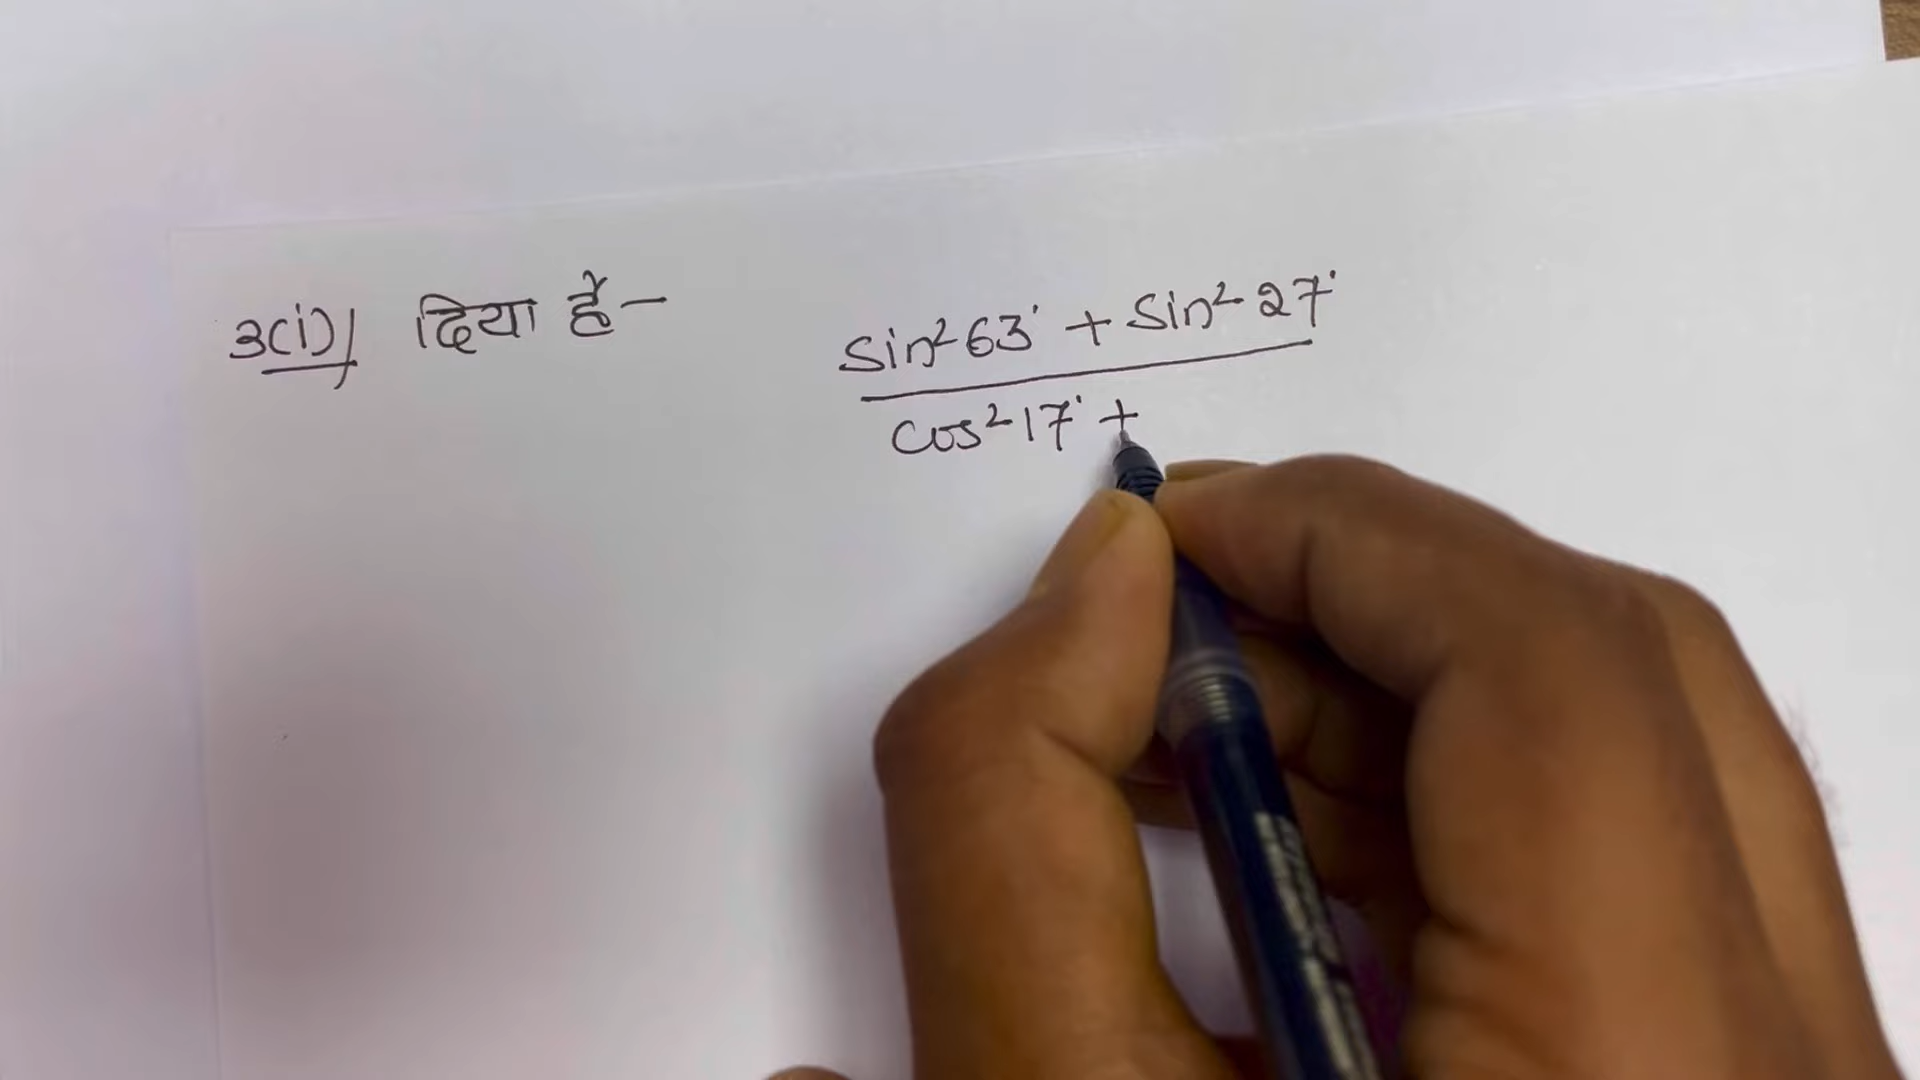 3(i)/ दिया हैं- sin²63° + sin²27°
cos²17° +